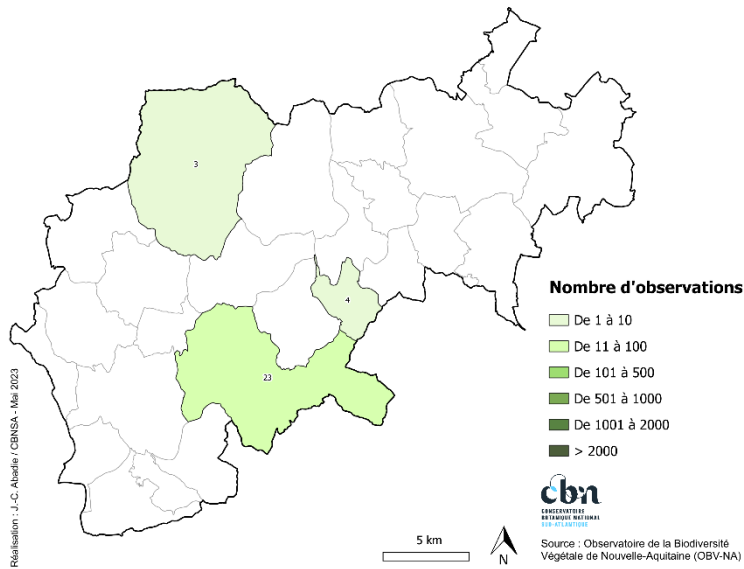 3
4
23
Nombre d'observations
De 1 à 10
De 11 à 100
De 101 à 500
De 501 à 1000
De 1001 à 2000
> 2000
cbn
CONSERVATOIRE
BOTANIQUE NATIONAL
SUD-ATLANTIQUE
5 km
N
Source : Observatoire de la Biodiversité
Végétale de Nouvelle-Aquitaine (OBV-NA)
Réalisation : J.-C. Abadie / CBNSA - Mai 2023